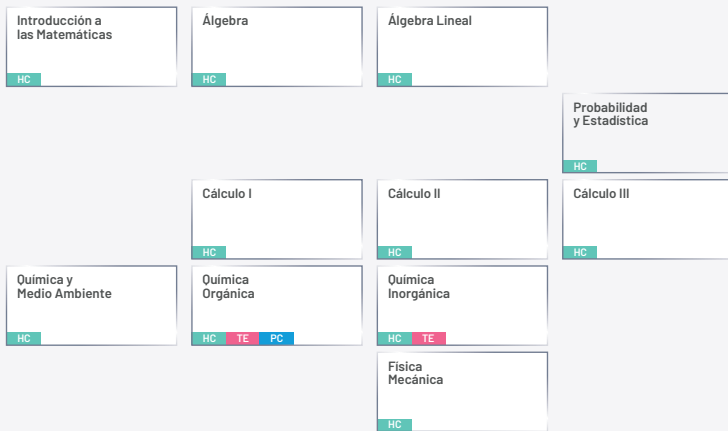 Introducción a
las Matemáticas
HC
Álgebra
HC
Álgebra Lineal
HC
Probabilidad
y Estadística
HC
Cálculo I
HC
Cálculo II
HC
Cálculo III
HC
Química y
Medio Ambiente
HC
Química
Orgánica
HC TE PC
Química
Inorgánica
HC TE
Física
Mecánica
HC